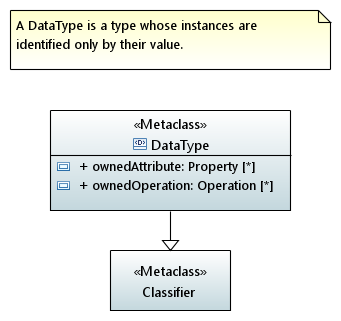 A DataType is a type whose instances are
identified only by their value.
«Metaclass»
DataType
+ ownedAttribute: Property [*]
+ ownedOperation: Operation [*]
«Metaclass»
Classifier